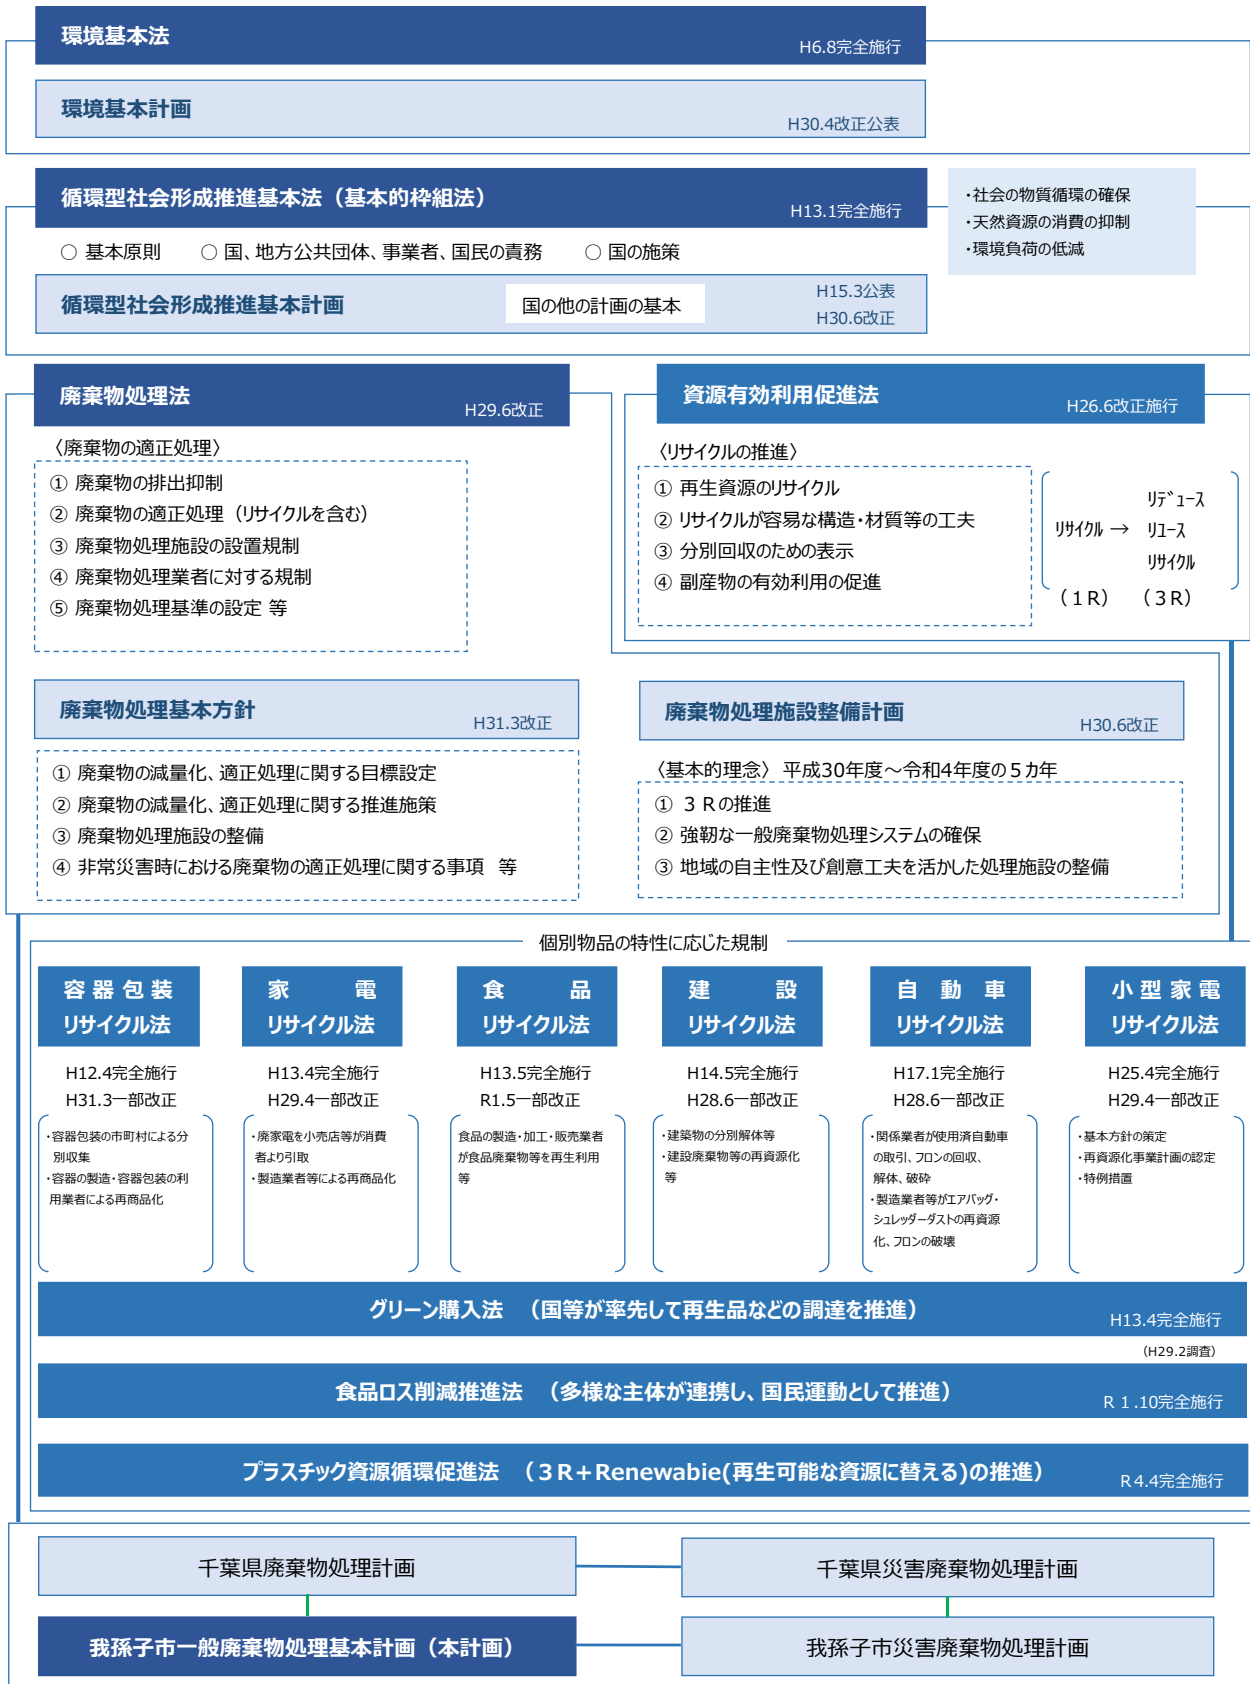 環境基本法
H6.8完全施行
環境基本計画
H30.4改正公表
循環型社会形成推進基本法（基本的枠組法）
H13.1完全施行
・社会の物質循環の確保
・天然資源の消費の抑制
・環境負荷の低減
○ 基本原則　○ 国、地方公共団体、事業者、国民の責務　○ 国の施策
循環型社会形成推進基本計画
国の他の計画の基本
H15.3公表
H30.6改正
廃棄物処理法
H29.6改正
〈廃棄物の適正処理〉
① 廃棄物の排出抑制
② 廃棄物の適正処理（リサイクルを含む）
③ 廃棄物処理施設の設置規制
④ 廃棄物処理業者に対する規制
⑤ 廃棄物処理基準の設定 等
資源有効利用促進法
H26.6改正施行
〈リサイクルの推進〉
① 再生資源のリサイクル
② リサイクルが容易な構造・材質等の工夫
③ 分別回収のための表示
④ 副産物の有効利用の促進
ﾘﾃﾞｭｰｽ
ﾘｻｲｸﾙ → ﾘﾕｰｽ
ﾘｻｲｸﾙ
（１R）　（３R）
廃棄物処理基本方針
H31.3改正
① 廃棄物の減量化、適正処理に関する目標設定
② 廃棄物の減量化、適正処理に関する推進施策
③ 廃棄物処理施設の整備
④ 非常災害時における廃棄物の適正処理に関する事項　等
廃棄物処理施設整備計画
H30.6改正
〈基本的理念〉 平成30年度～令和4年度の５カ年
① ３Ｒの推進
② 強靭な一般廃棄物処理システムの確保
③ 地域の自主性及び創意工夫を活かした処理施設の整備
個別物品の特性に応じた規制
容器包装
リサイクル法
H12.4完全施行
H31.3一部改正
・容器包装の市町村による分
別収集
・容器の製造・容器包装の利
用業者による再商品化
家　電
リサイクル法
H13.4完全施行
H29.4一部改正
・廃家電を小売店等が消費
者より引取
・製造業者等による再商品化
食　品
リサイクル法
H13.5完全施行
R1.5一部改正
食品の製造・加工・販売業者
が食品廃棄物等を再生利用
等
建　設
リサイクル法
H14.5完全施行
H28.6一部改正
・建築物の分別解体等
・建設廃棄物等の再資源化
等
自動車
リサイクル法
H17.1完全施行
H28.6一部改正
・関係業者が使用済自動車
の取引、フロンの回収、
解体、破砕
・製造業者等がエアバッグ・
シュレッダーダストの再資源
化、フロンの破壊
小型家電
リサイクル法
H25.4完全施行
H29.4一部改正
・基本方針の策定
・再資源化事業計画の認定
・特例措置
グリーン購入法　（国等が率先して再生品などの調達を推進）
H13.4完全施行
（H29.2調査）
食品ロス削減推進法　（多様な主体が連携し、国民運動として推進）
R１.10完全施行
プラスチック資源循環促進法　（３R＋Renewabie(再生可能な資源に替える)の推進）
R4.4完全施行
千葉県廃棄物処理計画
千葉県災害廃棄物処理計画
我孫子市一般廃棄物処理基本計画（本計画）
我孫子市災害廃棄物処理計画